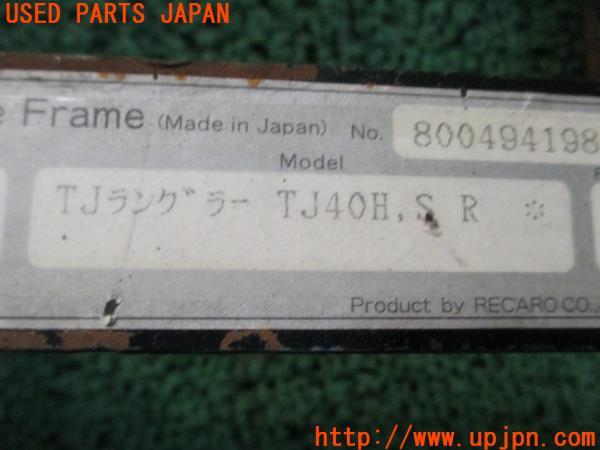 USED PARTS JAPAN
e Frame (Made in Japan) No. 800494198
Model
TJラングラー TJ40H,S R *
Product by RECARO CO.,
http://www.upjpn.com/